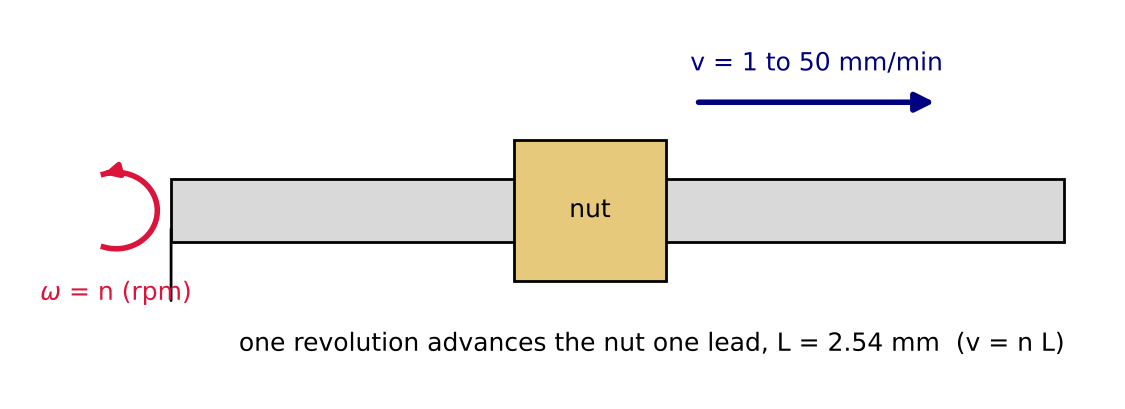 v = 1 to 50 mm/min
nut
ω = n (rpm)
one revolution advances the nut one lead, L = 2.54 mm  (v = n L)